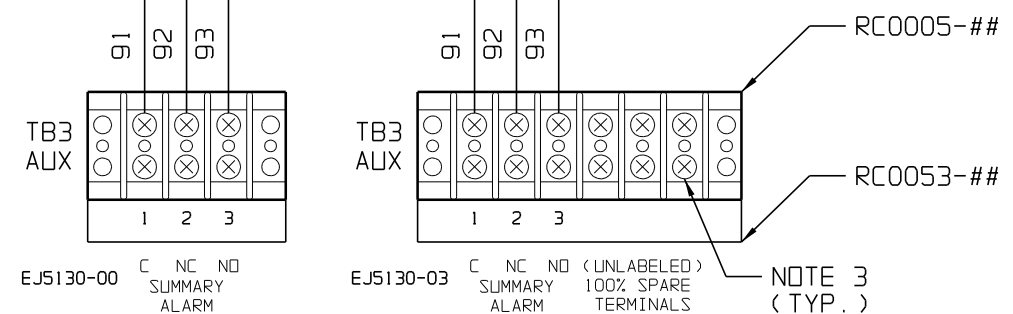 91 92 93
TB3
AUX
1 2 3
EJ5130-00
C NC NO
SUMMARY
ALARM
91 92 93
TB3
AUX
1 2 3
EJ5130-03
C NC NO
SUMMARY
ALARM
(UNLABELED)
100% SPARE
TERMINALS
RC0005-##
RC0053-##
NOTE 3
(TYP.)